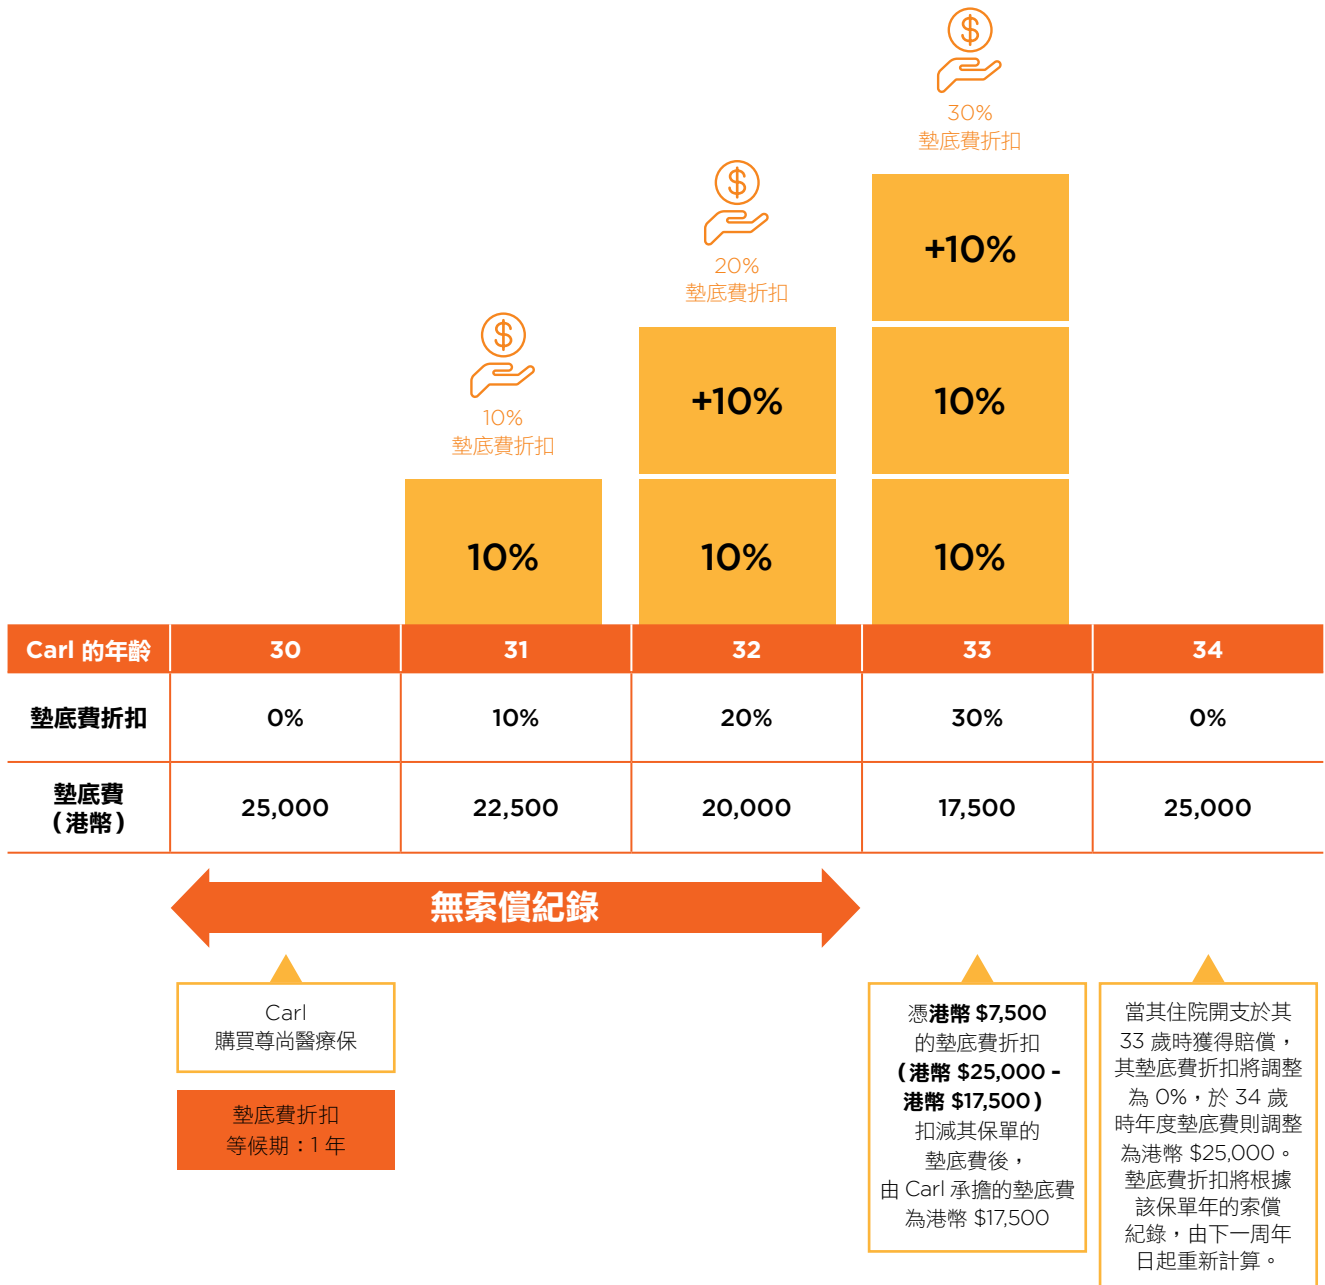 30%
墊底費折扣
+10%
20%
墊底費折扣
+10%
10%
10%
墊底費折扣
10%
10%
10%
Carl 的年齡 30 31 32 33 34
墊底費折扣 0% 10% 20% 30% 0%
墊底費
(港幣) 25,000 22,500 20,000 17,500 25,000
無索償紀錄
Carl
購買尊尚醫療保
墊底費折扣
等候期：1 年
憑港幣 $7,500
的墊底費折扣
(港幣 $25,000 -
港幣 $17,500)
扣減其保單的
墊底費後，
由 Carl 承擔的墊底費
為港幣 $17,500
當其住院開支於其
33 歲時獲得賠償，
其墊底費折扣將調整
為 0%，於 34 歲
時年度墊底費則調整
為港幣 $25,000。
墊底費折扣將根據
該保單年的索償
紀錄，由下一周年
日起重新計算。